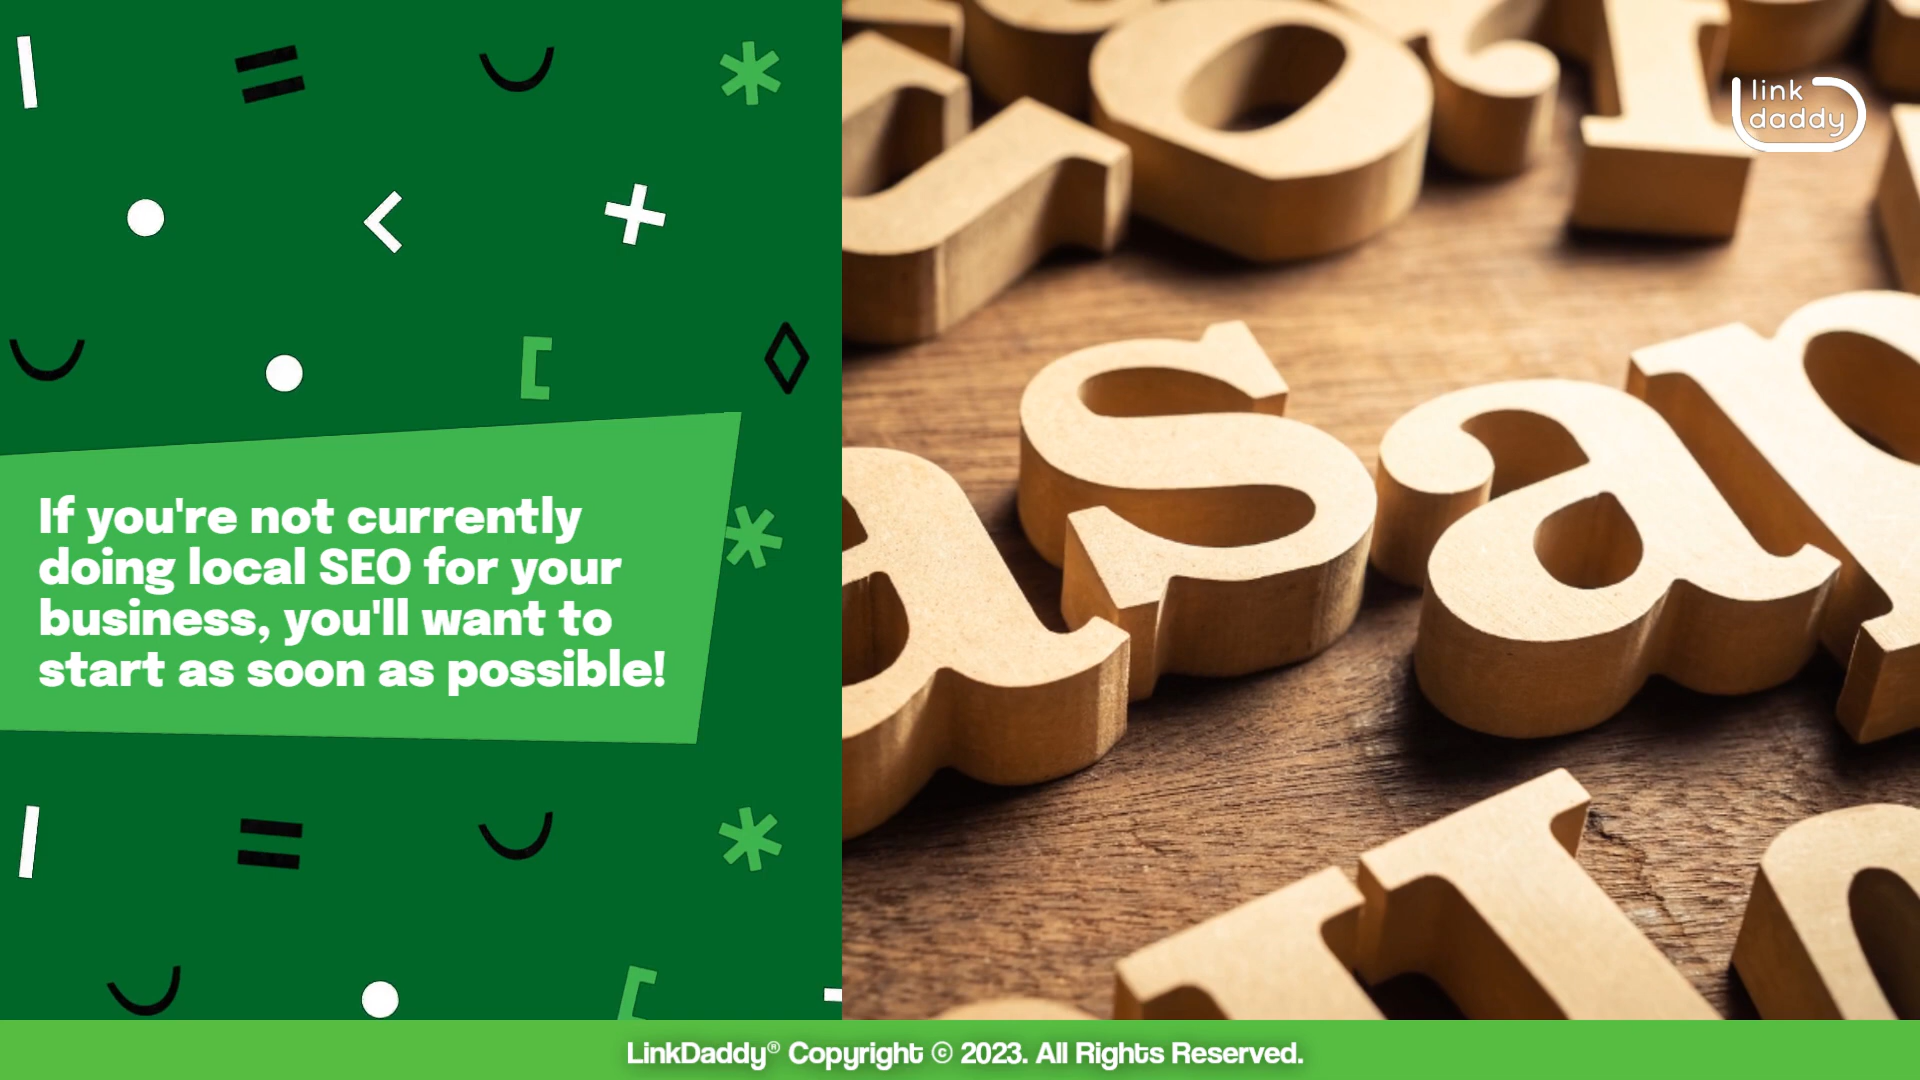 link
daddy
If you're not currently
doing local SEO for your
business, you'll want to
start as soon as possible!
asap
LinkDaddy® Copyright © 2023. All Rights Reserved.